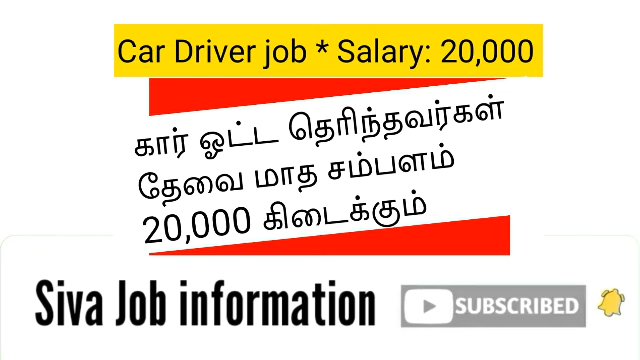 Car Driver job * Salary: 20,000
கார் ஓட்ட தெரிந்தவர்கள்
தேவை மாத சம்பளம்
20,000 கிடைக்கும்
Siva Job information
SUBSCRIBED